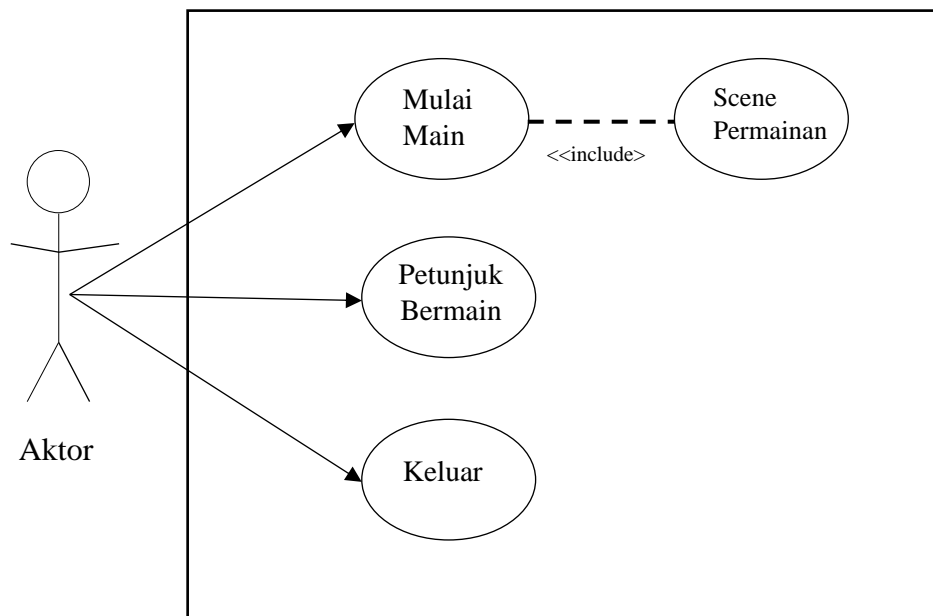 Mulai
Main
Scene
Permainan
<<include>
Petunjuk
Bermain
Keluar
Aktor